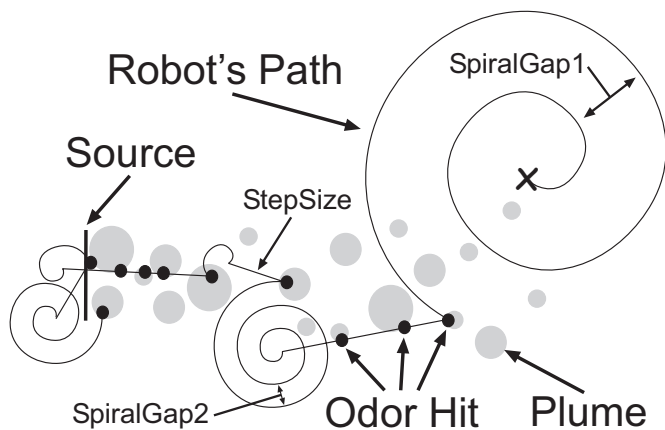 Robot's Path
SpiralGap1
Source
StepSize
SpiralGap2
Odor Hit
Plume